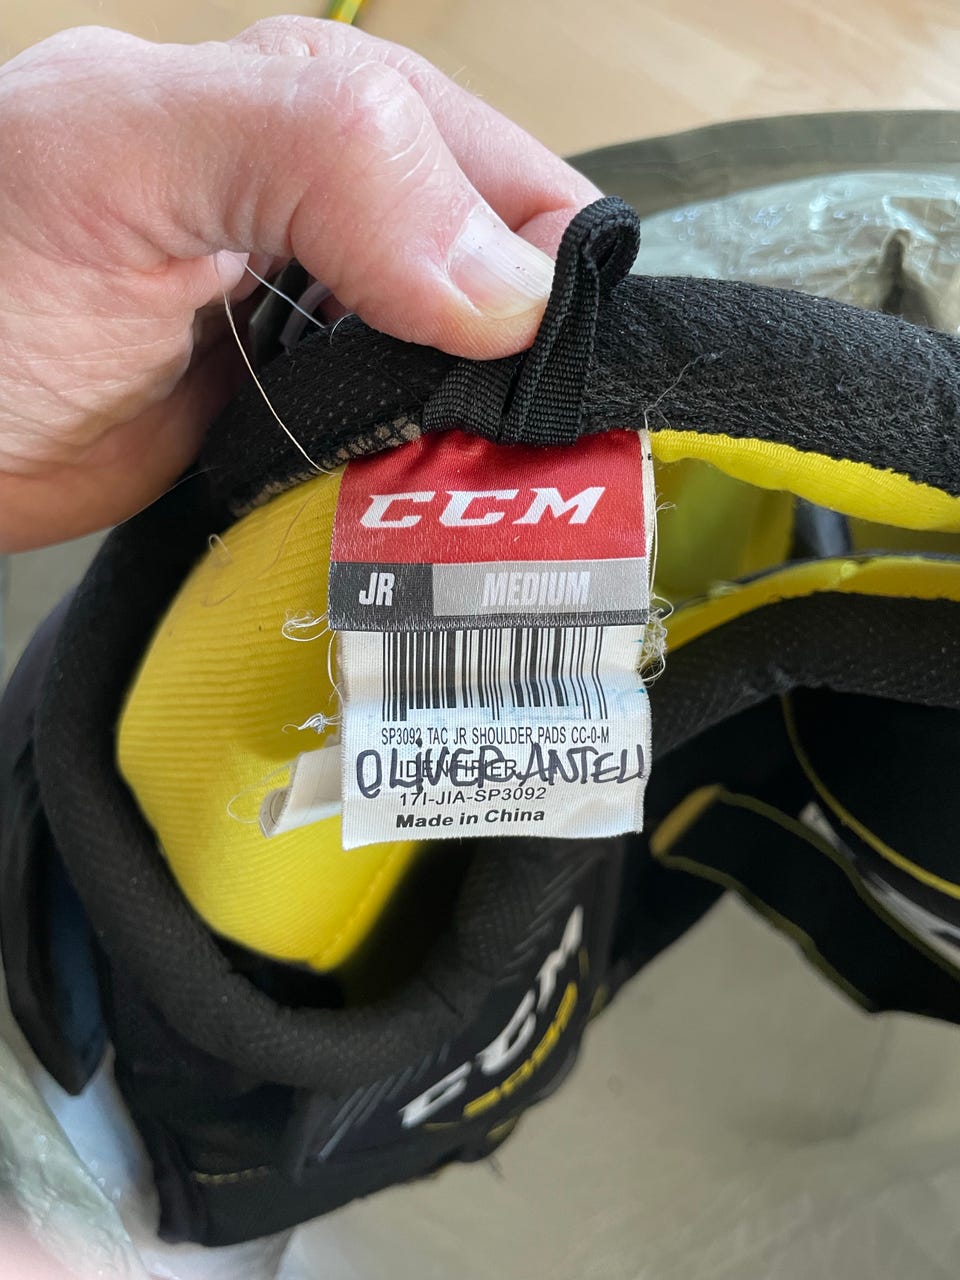 CCM
JR MEDIUM
SP3092 TAC JR SHOULDER PADS CC-0-M
IDENTIFIER
OLIVER ANTELL
17I-JIA-SP3092
Made in China
CCM
3092